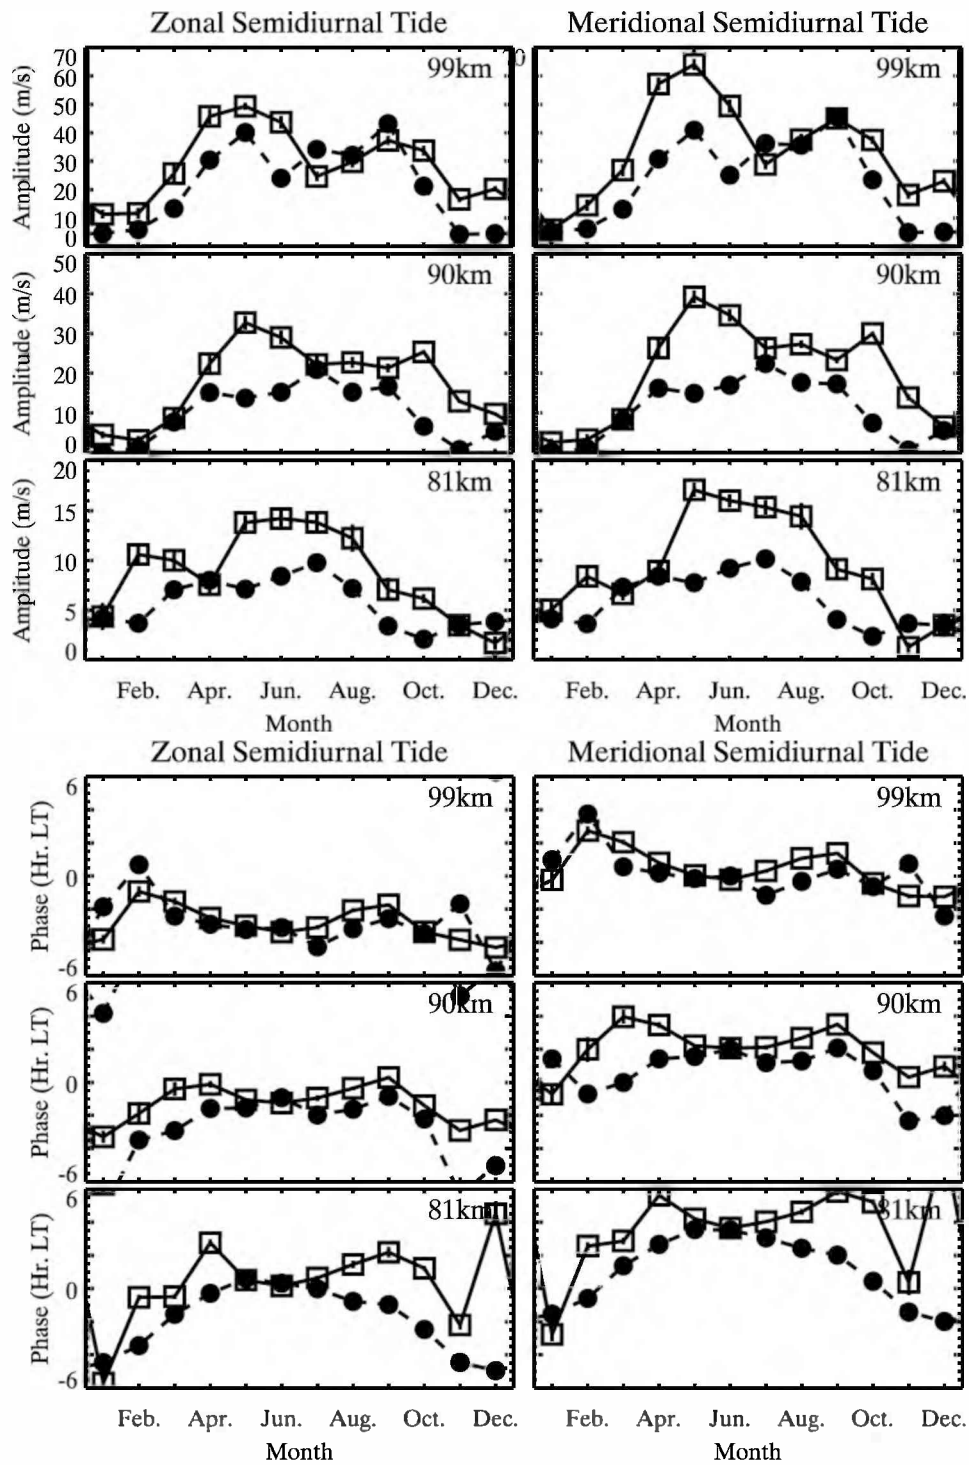 Zonal Semidiurnal Tide
Meridional Semidiurnal Tide
Amplitude (m/s)
70
60
50
40
30
20
10
0
99km
70
99km
Amplitude (m/s)
50
40
30
20
10
0
90km
90km
Amplitude (m/s)
20
15
10
5
0
81km
81km
Feb. Apr. Jun. Aug. Oct. Dec.
Feb. Apr. Jun. Aug. Oct. Dec.
Month
Month
Zonal Semidiurnal Tide
Meridional Semidiurnal Tide
Phase (Hr. LT)
6
0
-6
99km
99km
Phase (Hr. LT)
6
0
-6
90km
90km
Phase (Hr. LT)
6
0
-6
81km
81km
Feb. Apr. Jun. Aug. Oct. Dec.
Feb. Apr. Jun. Aug. Oct. Dec.
Month
Month